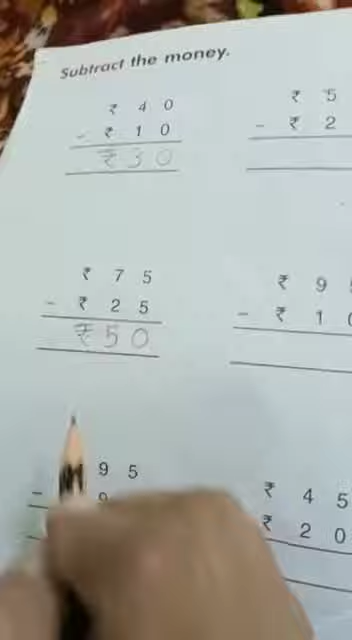 Subtract the money.
₹ 4 0
- ₹ 1 0
₹ 3 0
₹ 5
- ₹ 2
₹ 7 5
- ₹ 2 5
₹ 5 0
₹ 9
- ₹ 1
9 5
-
₹ 4 5
₹ 2 0